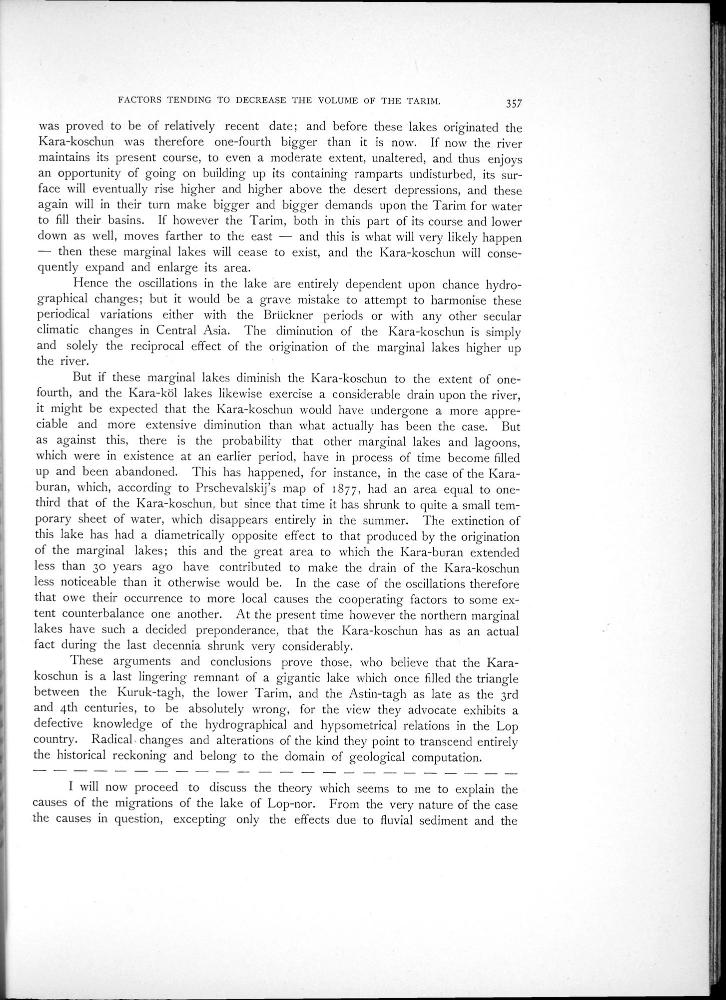 FACTORS TENDING TO DECREASE THE VOLUME OF THE TARIM. 357
was proved to be of relatively recent date; and before these lakes originated the
Kara-koschun was therefore one-fourth bigger than it is now. If now the river
maintains its present course, to even a moderate extent, unaltered, and thus enjoys
an opportunity of going on building up its containing ramparts undisturbed, its sur-
face will eventually rise higher and higher above the desert depressions, and these
again will in their turn make bigger and bigger demands upon the Tarim for water
to fill their basins. If however the Tarim, both in this part of its course and lower
down as well, moves farther to the east — and this is what will very likely happen
— then these marginal lakes will cease to exist, and the Kara-koschun will conse-
quently expand and enlarge its area.
Hence the oscillations in the lake are entirely dependent upon chance hydro-
graphical changes; but it would be a grave mistake to attempt to harmonise these
periodical variations either with the Brückner periods or with any other secular
climatic changes in Central Asia. The diminution of the Kara-koschun is simply
and solely the reciprocal effect of the origination of the marginal lakes higher up
the river.
But if these marginal lakes diminish the Kara-koschun to the extent of one-
fourth, and the Kara-köl lakes likewise exercise a considerable drain upon the river,
it might be expected that the Kara-koschun would have undergone a more appre-
ciable and more extensive diminution than what actually has been the case. But
as against this, there is the probability that other marginal lakes and lagoons,
which were in existence at an earlier period, have in process of time become filled
up and been abandoned. This has happened, for instance, in the case of the Kara-
buran, which, according to Prschevalskij's map of 1877, had an area equal to one-
third that of the Kara-koschun, but since that time it has shrunk to quite a small tem-
porary sheet of water, which disappears entirely in the summer. The extinction of
this lake has had a diametrically opposite effect to that produced by the origination
of the marginal lakes; this and the great area to which the Kara-buran extended
less than 30 years ago have contributed to make the drain of the Kara-koschun
less noticeable than it otherwise would be. In the case of the oscillations therefore
that owe their occurrence to more local causes the cooperating factors to some ex-
tent counterbalance one another. At the present time however the northern marginal
lakes have such a decided preponderance, that the Kara-koschun has as an actual
fact during the last decennia shrunk very considerably.
These arguments and conclusions prove those, who believe that the Kara-
koschun is a last lingering remnant of a gigantic lake which once filled the triangle
between the Kuruk-tagh, the lower Tarim, and the Astin-tagh as late as the 3rd
and 4th centuries, to be absolutely wrong, for the view they advocate exhibits a
defective knowledge of the hydrographical and hypsometrical relations in the Lop
country. Radical changes and alterations of the kind they point to transcend entirely
the historical reckoning and belong to the domain of geological computation.
I will now proceed to discuss the theory which seems to me to explain the
causes of the migrations of the lake of Lop-nor. From the very nature of the case
the causes in question, excepting only the effects due to fluvial sediment and the